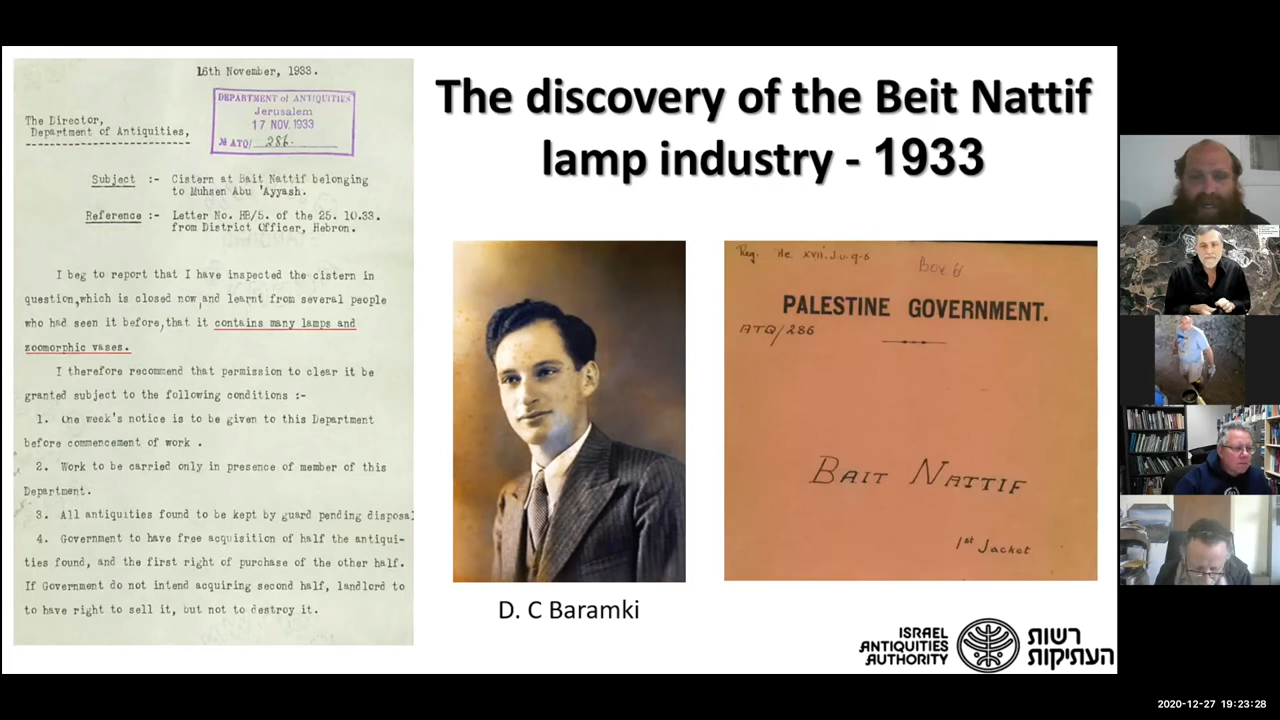 16th November, 1933.
DEPARTMENT of ANTIQUITIES
Jerusalem
17 NOV. 1933
№ ATQ/ 286.
The Director,
Department of Antiquities,
Subject :- Cistern at Bait Nattif belonging
to Muhsen Abu 'Ayyash.
Reference :- Letter No. HB/5. of the 25. 10.33.
from District Officer, Hebron.
I beg to report that I have inspected the cistern in
question,which is closed now,and learnt from several people
who had seen it before,that it contains many lamps and
zoomorphic vases.
I therefore recommend that permission to clear it be
granted subject to the following conditions :-
1. One week's notice is to be given to this Department
before commencement of work .
2. Work to be carried only in presence of member of this
Department.
3. All antiquities found to be kept by guard pending disposal
4. Government to have free acquisition of half the antiqui-
ties found, and the first right of purchase of the other half.
If Government do not intend acquiring second half, landlord to
to have right to sell it, but not to destroy it.
The discovery of the Beit Nattif
lamp industry - 1933
D. C Baramki
Reg. He xvii.J.u.9-6
Box 6
PALESTINE GOVERNMENT.
ATQ/286
BAIT NATTIF
1st Jacket
ISRAEL
ANTIQUITIES
AUTHORITY
רשות
העתיקות
2020-12-27 19:23:28